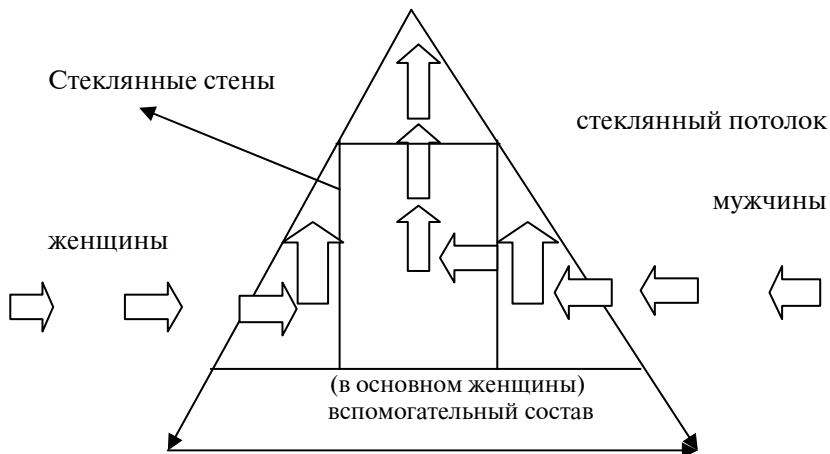 Стеклянные стены
стеклянный потолок
мужчины
женщины
(в основном женщины)
вспомогательный состав